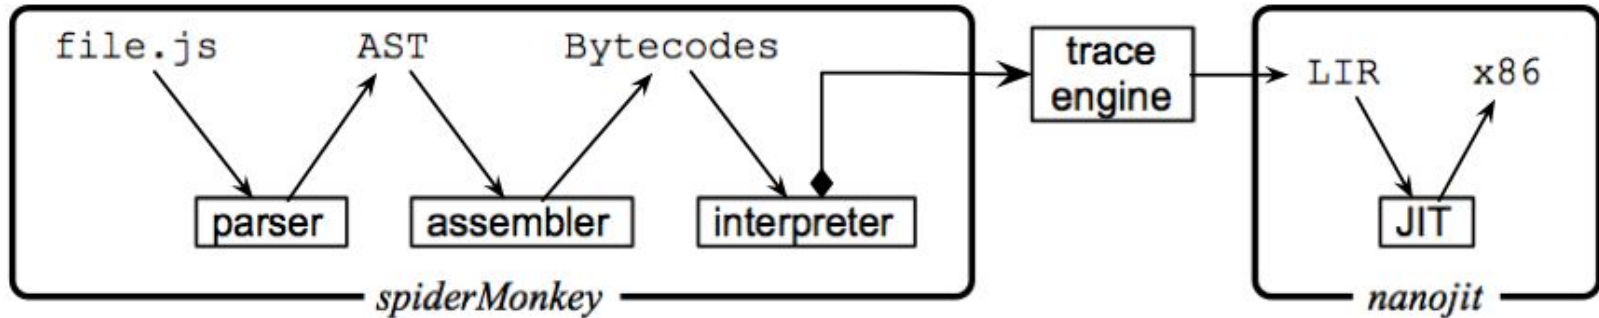 file.js AST Bytecodes
trace
engine
LIR x86
parser assembler interpreter
JIT
spiderMonkey
nanojit